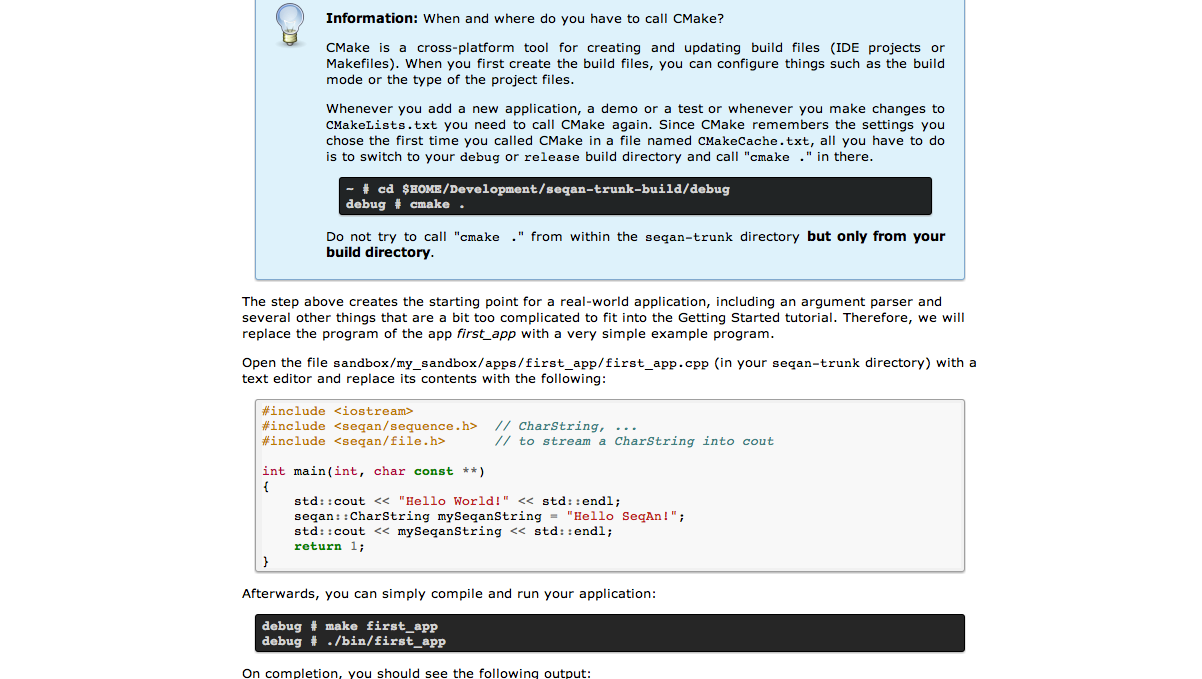 Information: When and where do you have to call CMake?
CMake is a cross-platform tool for creating and updating build files (IDE projects or
Makefiles). When you first create the build files, you can configure things such as the build
mode or the type of the project files.
Whenever you add a new application, a demo or a test or whenever you make changes to
CMakeLists.txt you need to call CMake again. Since CMake remembers the settings you
chose the first time you called CMake in a file named CMakeCache.txt, all you have to do
is to switch to your debug or release build directory and call "cmake ." in there.
~ # cd $HOME/Development/seqan-trunk-build/debug
debug # cmake .
Do not try to call "cmake ." from within the seqan-trunk directory but only from your
build directory.
The step above creates the starting point for a real-world application, including an argument parser and
several other things that are a bit too complicated to fit into the Getting Started tutorial. Therefore, we will
replace the program of the app first_app with a very simple example program.
Open the file sandbox/my_sandbox/apps/first_app/first_app.cpp (in your seqan-trunk directory) with a
text editor and replace its contents with the following:
#include <iostream>
#include <seqan/sequence.h>  // CharString, ...
#include <seqan/file.h>      // to stream a CharString into cout
int main(int, char const **)
{
    std::cout << "Hello World!" << std::endl;
    seqan::CharString mySeqanString = "Hello SeqAn!";
    std::cout << mySeqanString << std::endl;
    return 1;
}
Afterwards, you can simply compile and run your application:
debug # make first_app
debug # ./bin/first_app
On completion, you should see the following output: